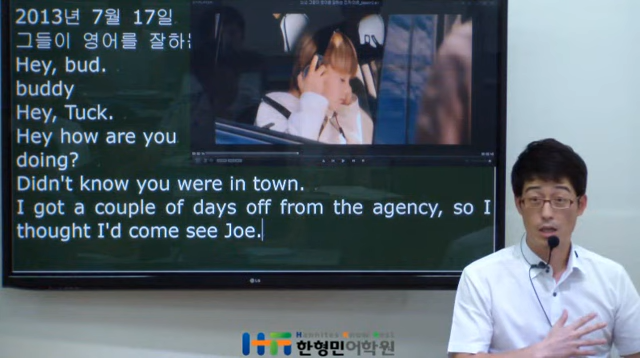 2013년 7월 17일
그들이 영어를 잘하는
Hey, bud.
buddy
Hey, Tuck.
Hey how are you
doing?
Didn't know you were in town.
I got a couple of days off from the agency, so I
thought I'd come see Joe.
LG
한형민어학원